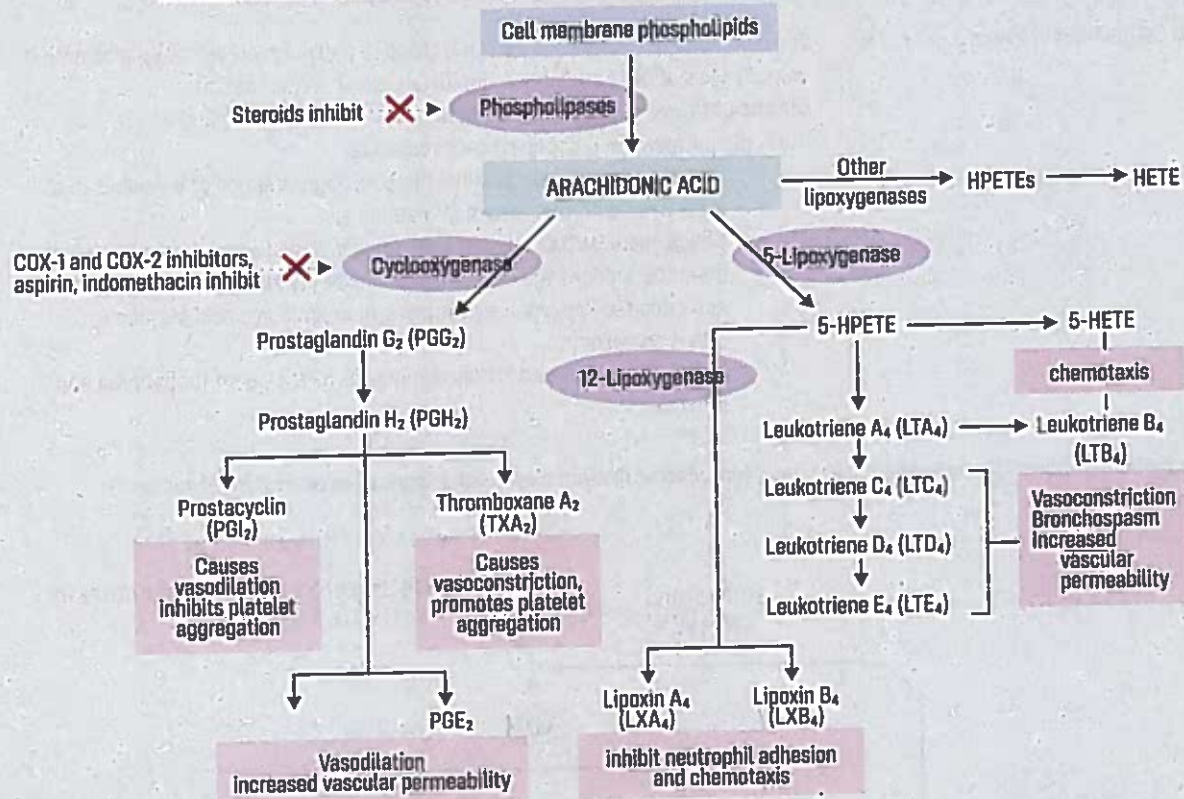 Cell membrane phospholipids
Steroids inhibit
Phospholipases
ARACHIDONIC ACID
Other
lipoxygenases
HPETEs
HETE
COX-1 and COX-2 inhibitors,
aspirin, indomethacin inhibit
Cyclooxygenase
5-Lipoxygenase
Prostaglandin G₂ (PGG₂)
5-HPETE
5-HETE
12-Lipoxygenase
chemotaxis
Prostaglandin H₂ (PGH₂)
Leukotriene A₄ (LTA₄)
Leukotriene B₄
(LTB₄)
Prostacyclin
(PGI₂)
Thromboxane A₂
(TXA₂)
Leukotriene C₄ (LTC₄)
Leukotriene D₄ (LTD₄)
Leukotriene E₄ (LTE₄)
Vasoconstriction
Bronchospasm
Increased
vascular
permeability
Causes
vasodilation
inhibits platelet
aggregation
Causes
vasoconstriction,
promotes platelet
aggregation
PGE₂
Lipoxin A₄
(LXA₄)
Lipoxin B₄
(LXB₄)
Vasodilation
increased vascular permeability
inhibit neutrophil adhesion
and chemotaxis